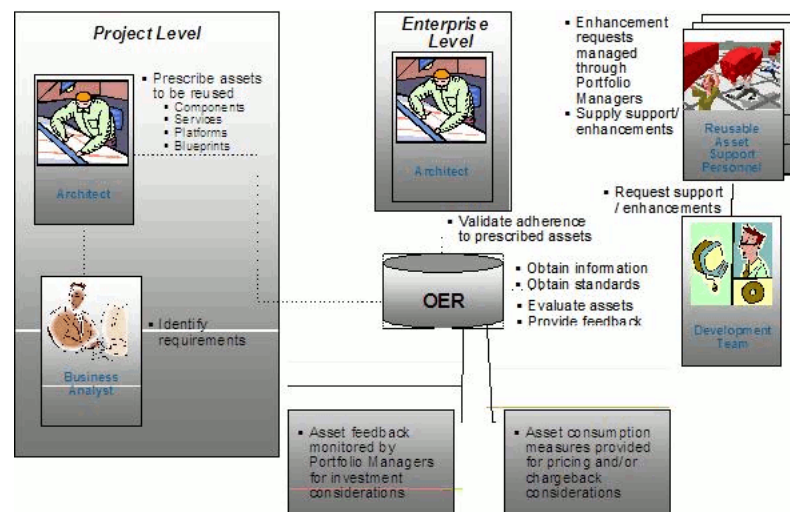 Project Level
▪ Prescribe assets
to be reused
▪ Components
▪ Services
▪ Platforms
▪ Blueprints
Architect
▪ Identify
requirements
Business
Analyst
Enterprise
Level
Architect
▪ Validate adherence
to prescribed assets
OER
▪ Obtain information
▪ Obtain standards
▪ Evaluate assets
▪ Provide feedback
▪ Enhancement
requests
managed
through
Portfolio
Managers
▪ Supply support/
enhancements
Reusable
Asset
Support
Personnel
▪ Request support
/ enhancements
Development
Team
▪ Asset feedback
monitored by
Portfolio Managers
for investment
considerations
▪ Asset consumption
measures provided
for pricing and/or
chargeback
considerations